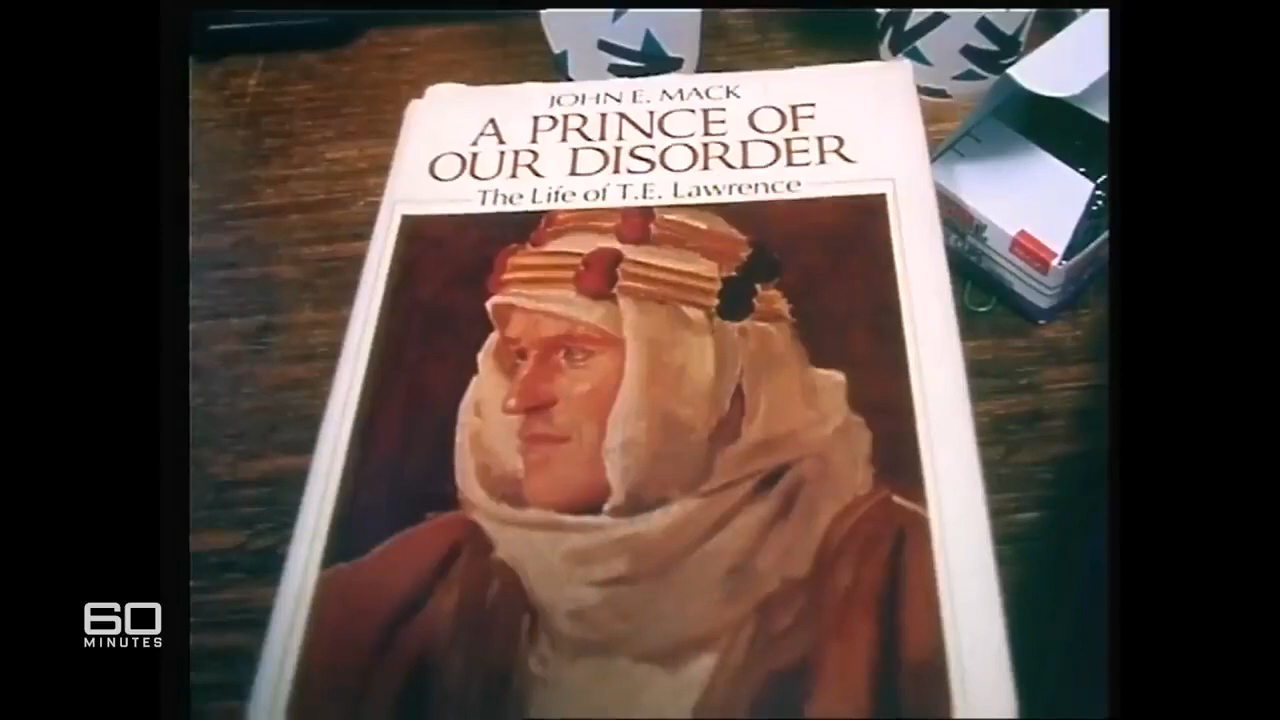 JOHN E. MACK
A PRINCE OF
OUR DISORDER
The Life of T.E. Lawrence
60
MINUTES